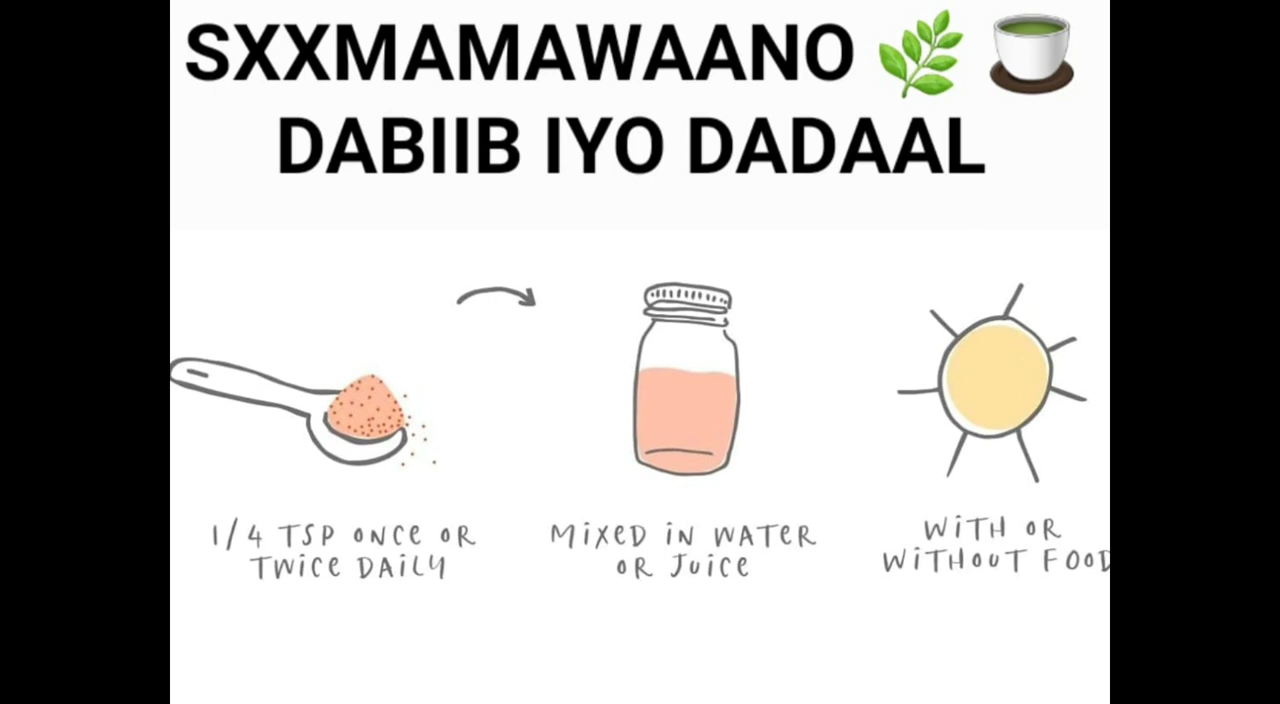 SXXMAMAWAANO 🌿 🍵
DABIIB IYO DADAAL
1/4 TSP ONCE OR
TWICE DAILY
MIXED IN WATER
OR JUICE
WITH OR
WITHOUT FOOD